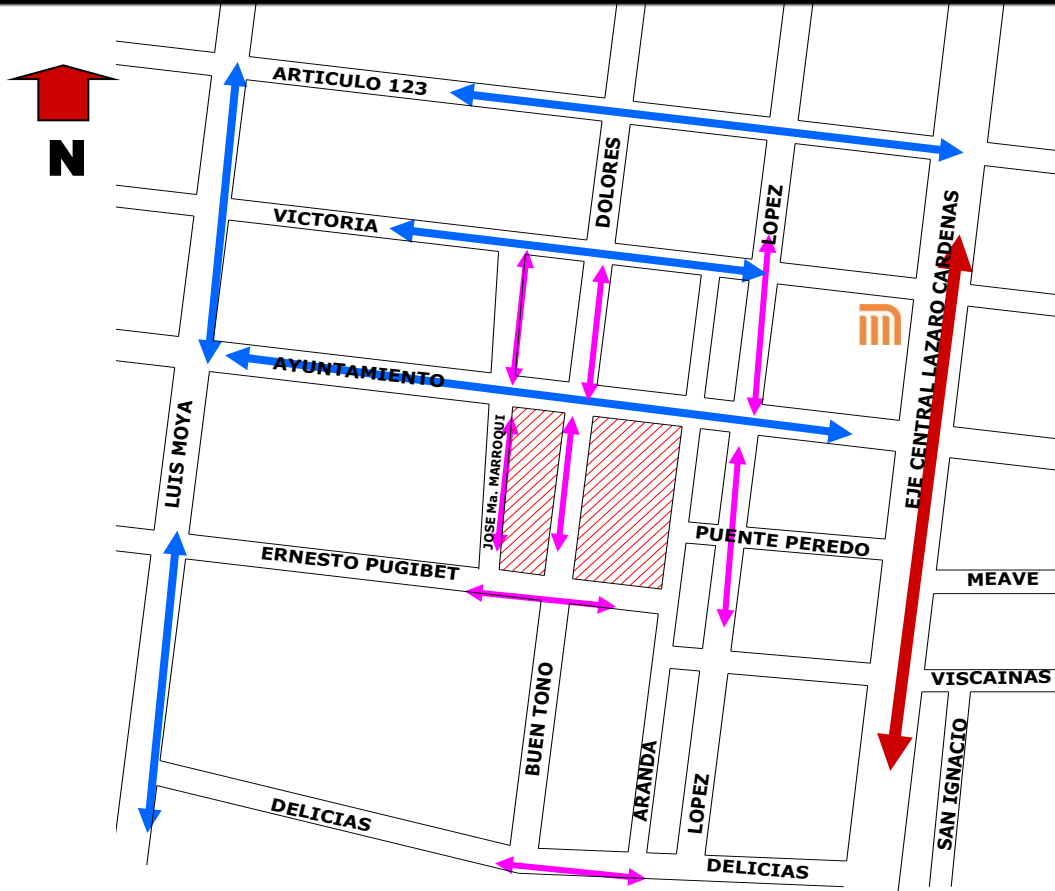 ARTICULO 123
N
DOLORES
LOPEZ
VICTORIA
EJE CENTRAL LAZARO CARDENAS
AYUNTAMIENTO
LUIS MOYA
JOSE Ma. MARROQUI
PUENTE PEREDO
ERNESTO PUGIBET
MEAVE
VISCAINAS
BUEN TONO
ARANDA
LOPEZ
SAN IGNACIO
DELICIAS
DELICIAS